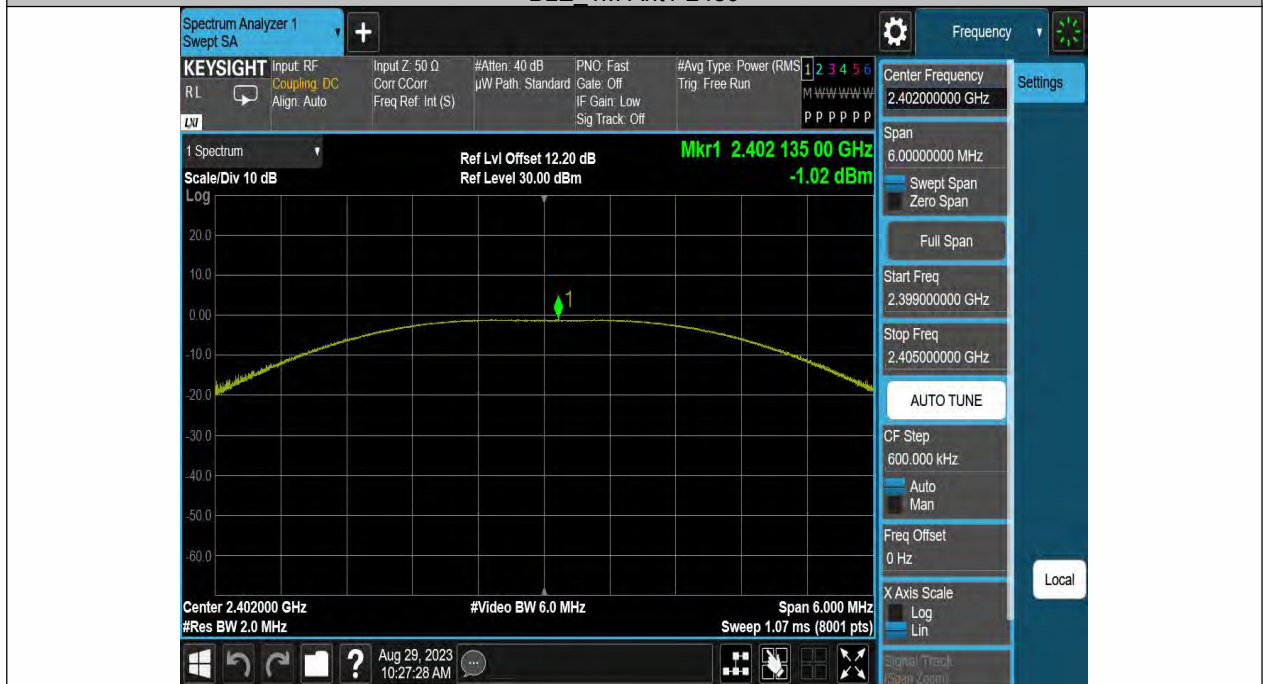 Spectrum Analyzer 1
Swept SA
+
Frequency
KEYSIGHT
RL
LXI
Input: RF
Coupling: DC
Align: Auto
Input Z: 50 Ω
Corr CCorr
Freq Ref: Int (S)
#Atten: 40 dB
µW Path: Standard
PNO: Fast
Gate: Off
IF Gain: Low
Sig Track: Off
#Avg Type: Power (RMS
Trig: Free Run
1 2 3 4 5 6
M W W W W W
P P P P P P
1 Spectrum
Scale/Div 10 dB
Log
Ref Lvl Offset 12.20 dB
Ref Level 30.00 dBm
Mkr1 2.402 135 00 GHz
-1.02 dBm
20.0
10.0
1
0.00
-10.0
-20.0
-30.0
-40.0
-50.0
-60.0
Center 2.402000 GHz
#Res BW 2.0 MHz
#Video BW 6.0 MHz
Span 6.000 MHz
Sweep 1.07 ms (8001 pts)
?
Aug 29, 2023
10:27:28 AM
Center Frequency
2.402000000 GHz
Settings
Span
6.00000000 MHz
Swept Span
Zero Span
Full Span
Start Freq
2.399000000 GHz
Stop Freq
2.405000000 GHz
AUTO TUNE
CF Step
600.000 kHz
Auto
Man
Freq Offset
0 Hz
X Axis Scale
Log
Lin
Local
Signal Track
(Span Zoom)